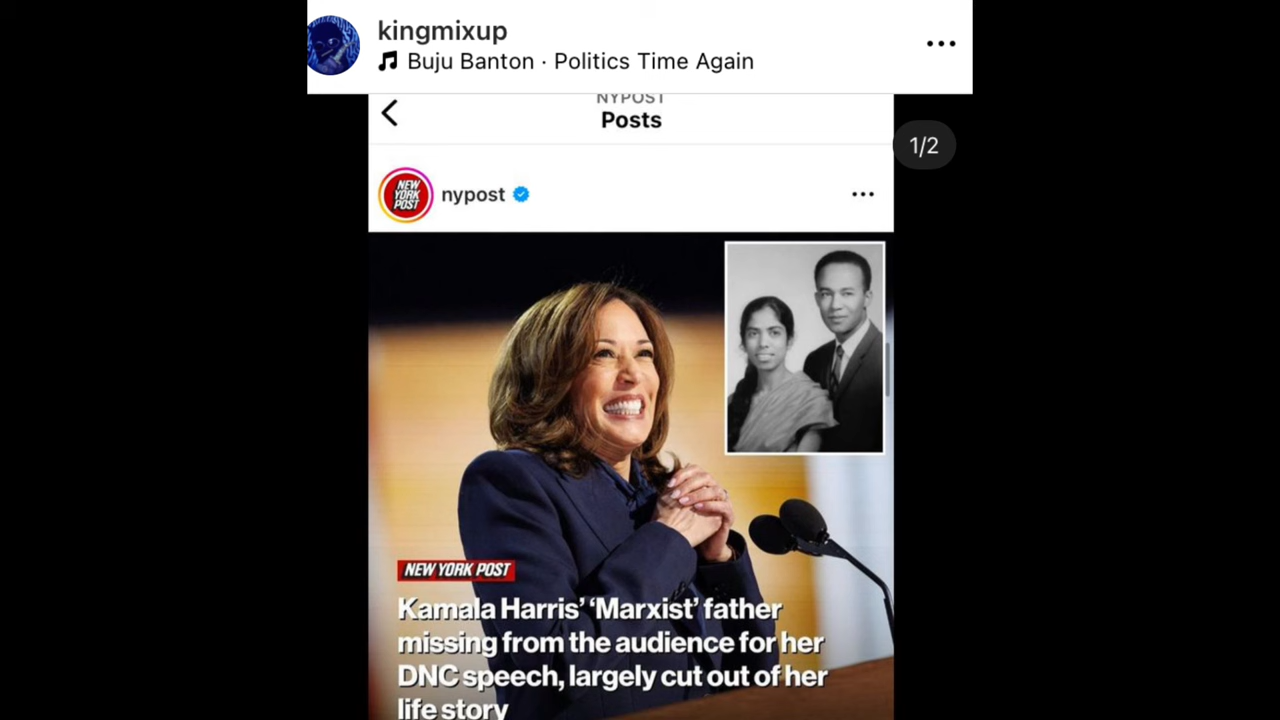 kingmixup
Buju Banton · Politics Time Again
NYPOST
Posts
1/2
NEW
YORK
POST
nypost
NEW YORK POST
Kamala Harris’ ‘Marxist’ father
missing from the audience for her
DNC speech, largely cut out of her
life story